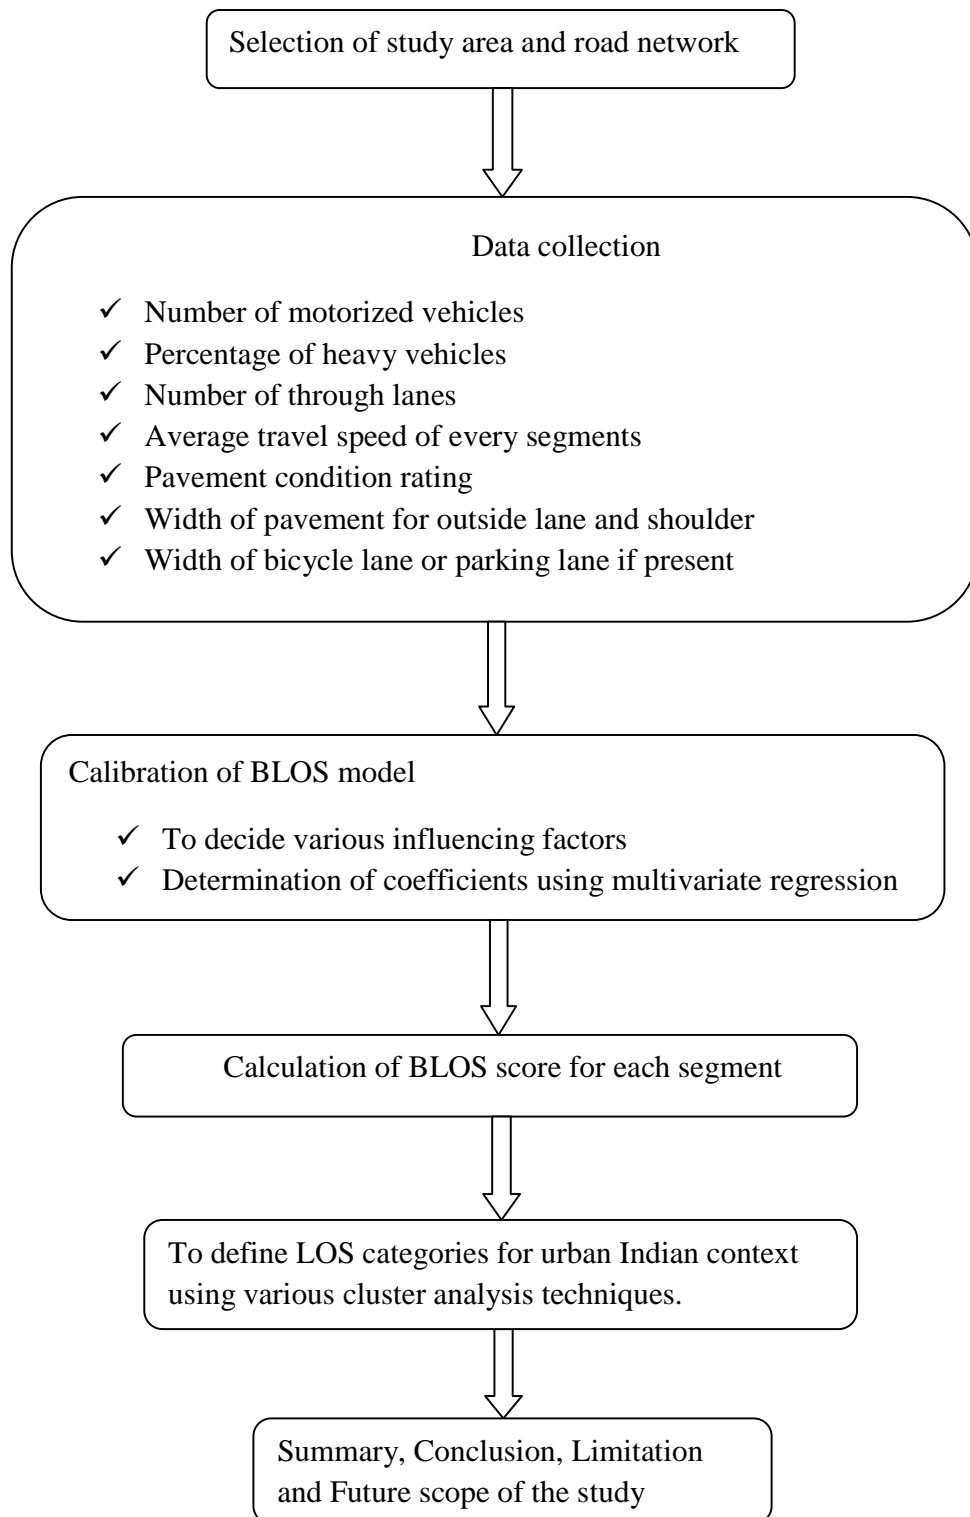 Selection of study area and road network
Data collection
✓ Number of motorized vehicles
✓ Percentage of heavy vehicles
✓ Number of through lanes
✓ Average travel speed of every segments
✓ Pavement condition rating
✓ Width of pavement for outside lane and shoulder
✓ Width of bicycle lane or parking lane if present
Calibration of BLOS model
✓ To decide various influencing factors
✓ Determination of coefficients using multivariate regression
Calculation of BLOS score for each segment
To define LOS categories for urban Indian context
using various cluster analysis techniques.
Summary, Conclusion, Limitation
and Future scope of the study